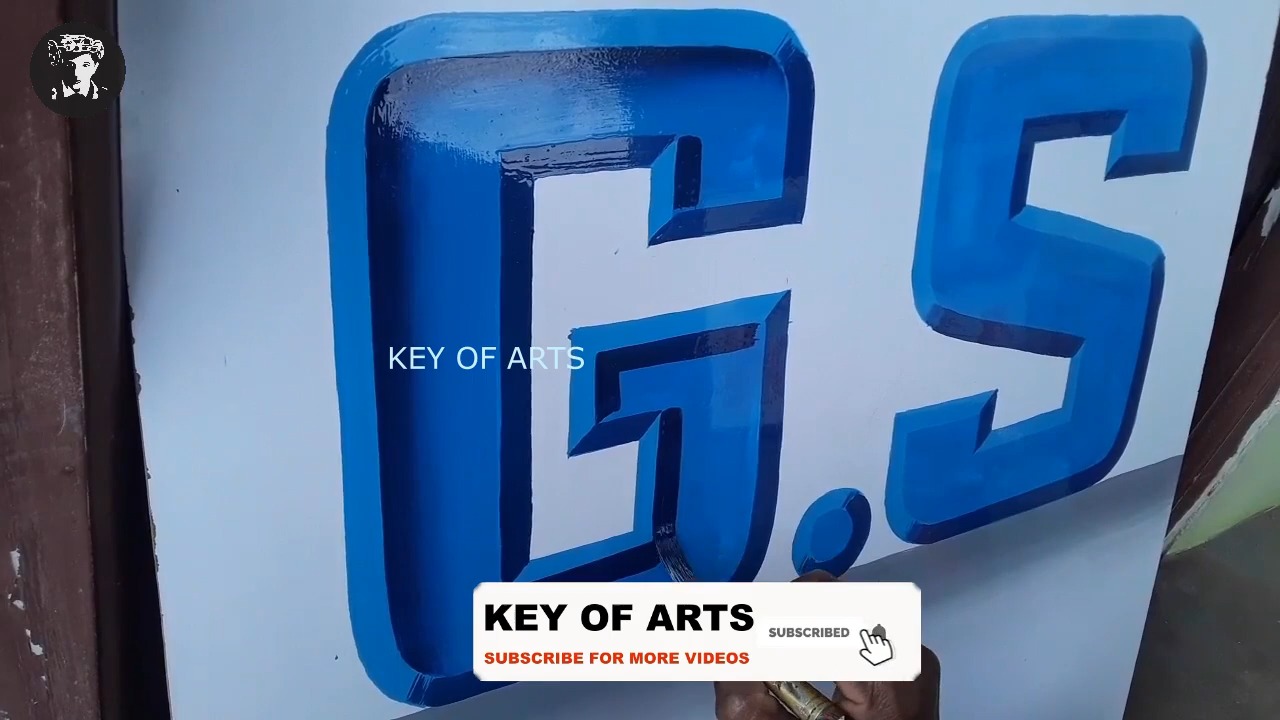 G.S
KEY OF ARTS
KEY OF ARTS
SUBSCRIBED
SUBSCRIBE FOR MORE VIDEOS